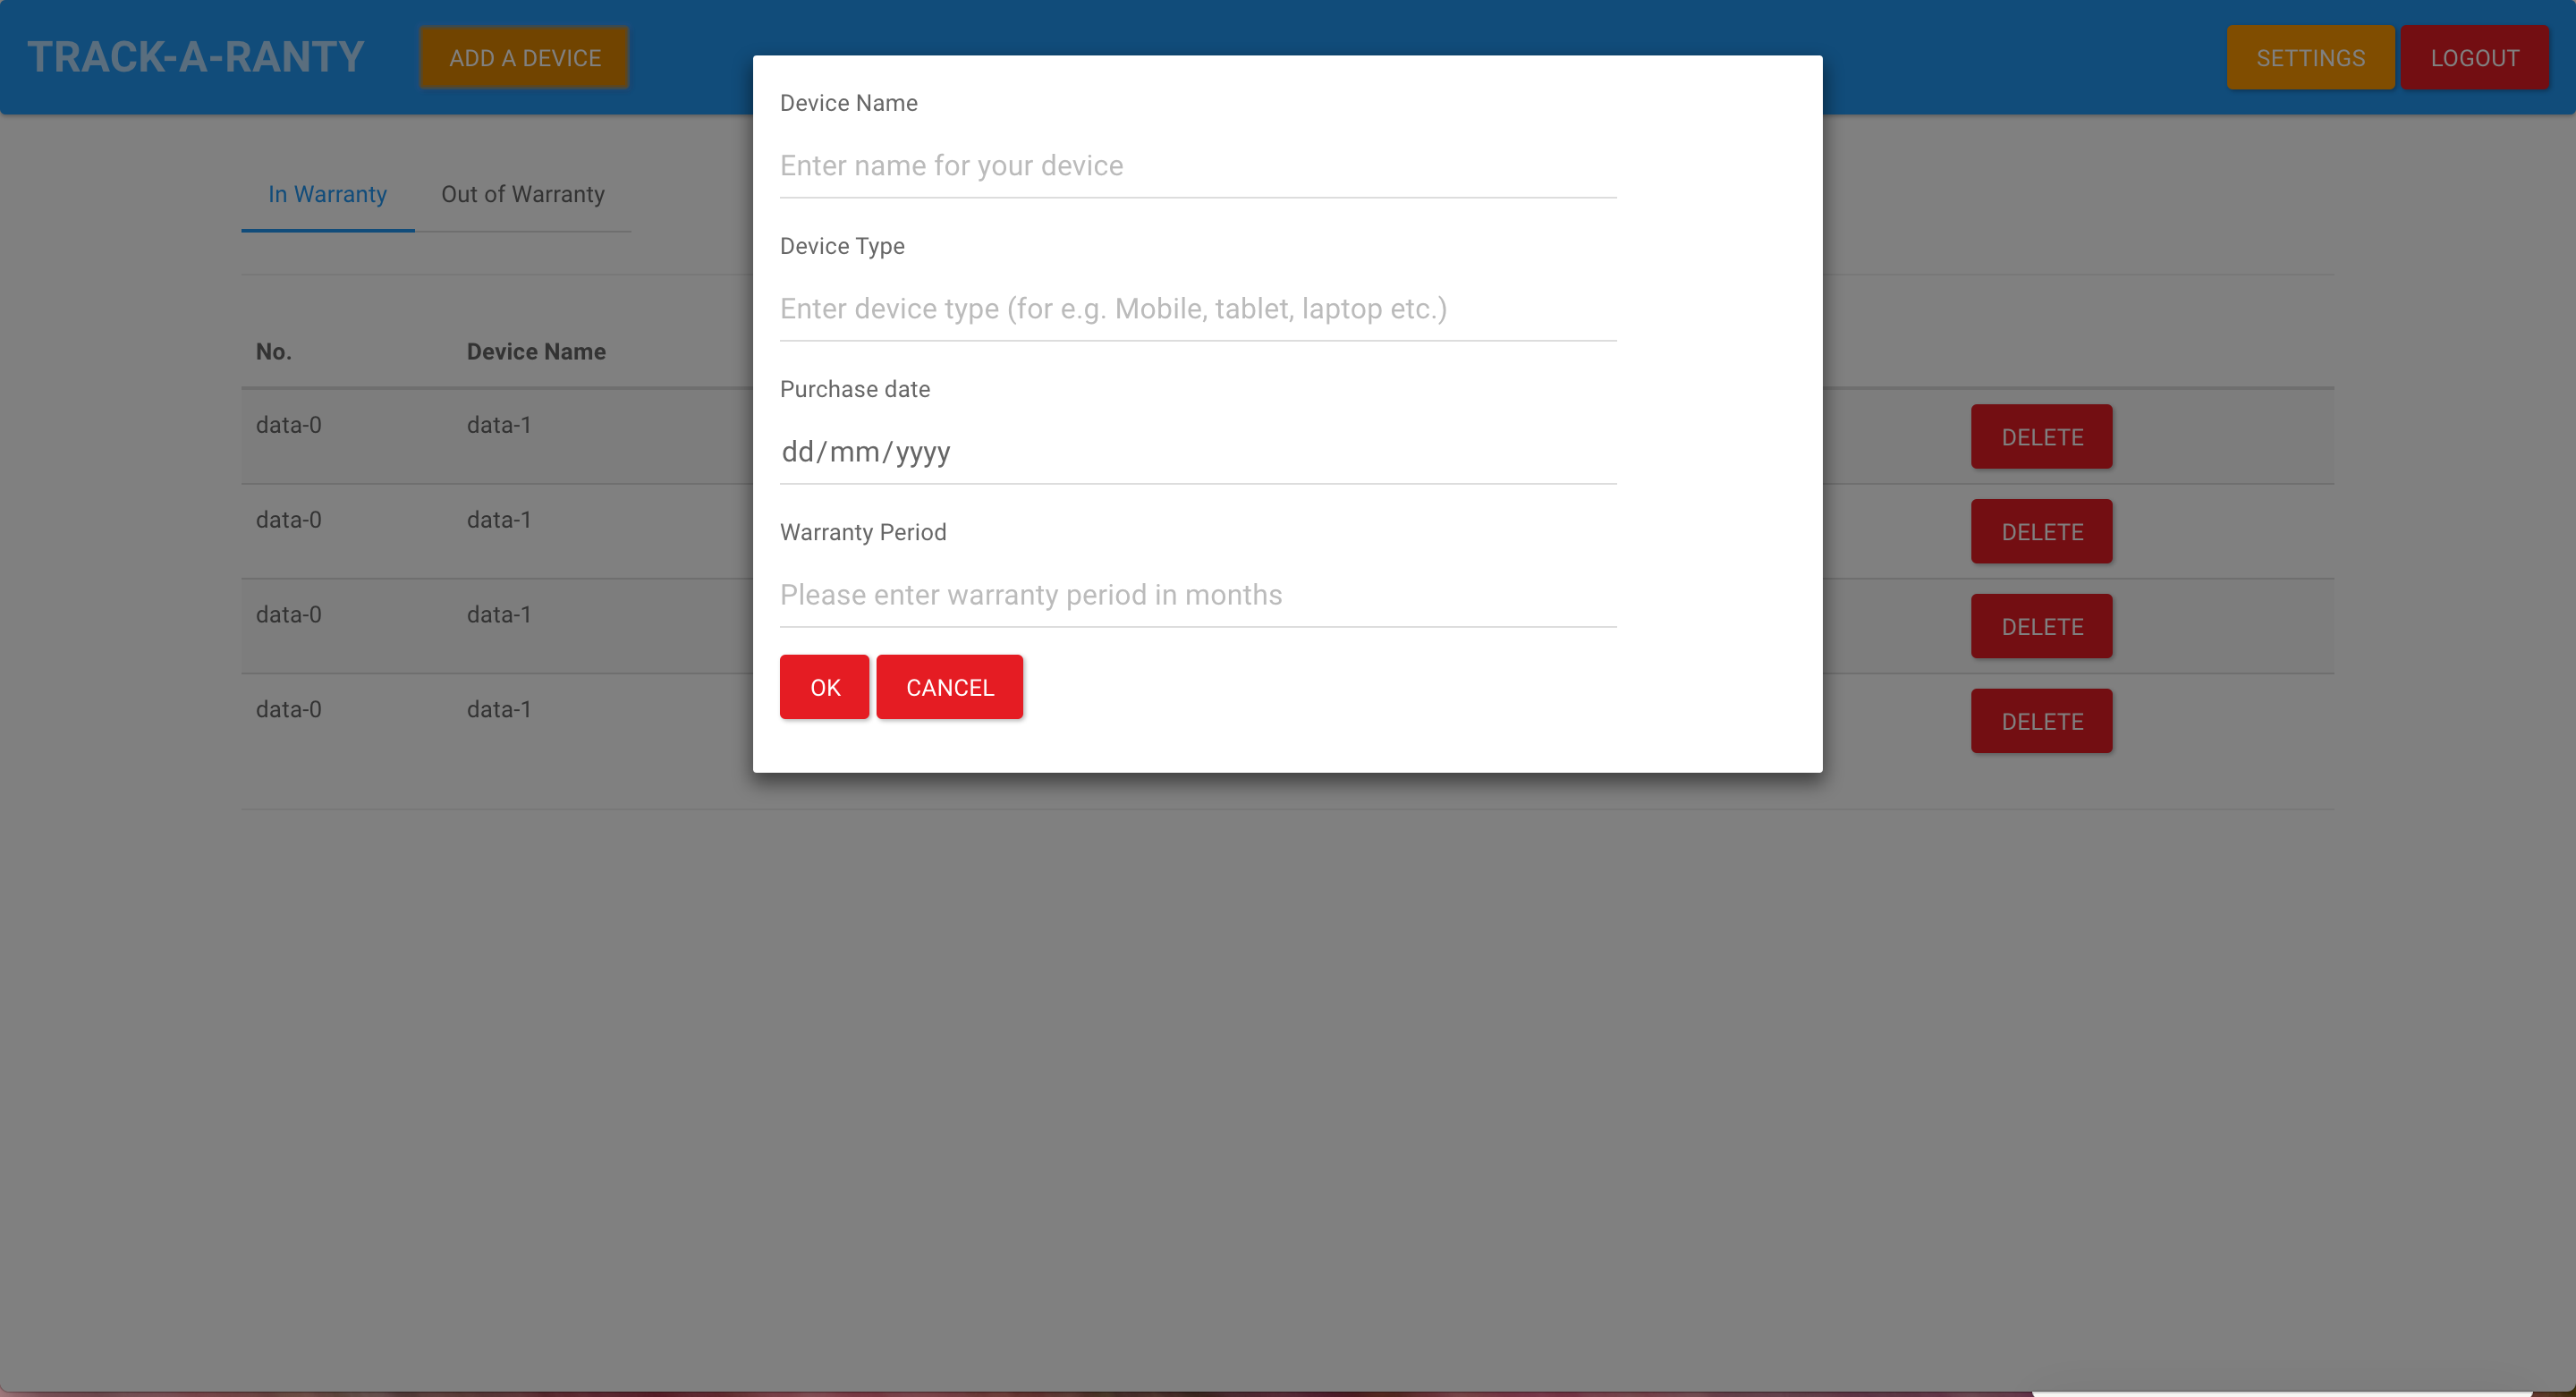 TRACK-A-RANTY ADD A DEVICE SETTINGS LOGOUT
In Warranty Out of Warranty
No. Device Name
data-0 data-1 DELETE
data-0 data-1 DELETE
data-0 data-1 DELETE
data-0 data-1 DELETE
Device Name
Enter name for your device
Device Type
Enter device type (for e.g. Mobile, tablet, laptop etc.)
Purchase date
dd/mm/yyyy
Warranty Period
Please enter warranty period in months
OK CANCEL